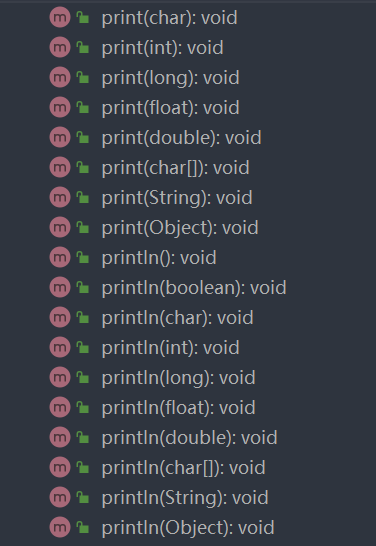 m print(char): void
m print(int): void
m print(long): void
m print(float): void
m print(double): void
m print(char[]): void
m print(String): void
m print(Object): void
m println(): void
m println(boolean): void
m println(char): void
m println(int): void
m println(long): void
m println(float): void
m println(double): void
m println(char[]): void
m println(String): void
m println(Object): void